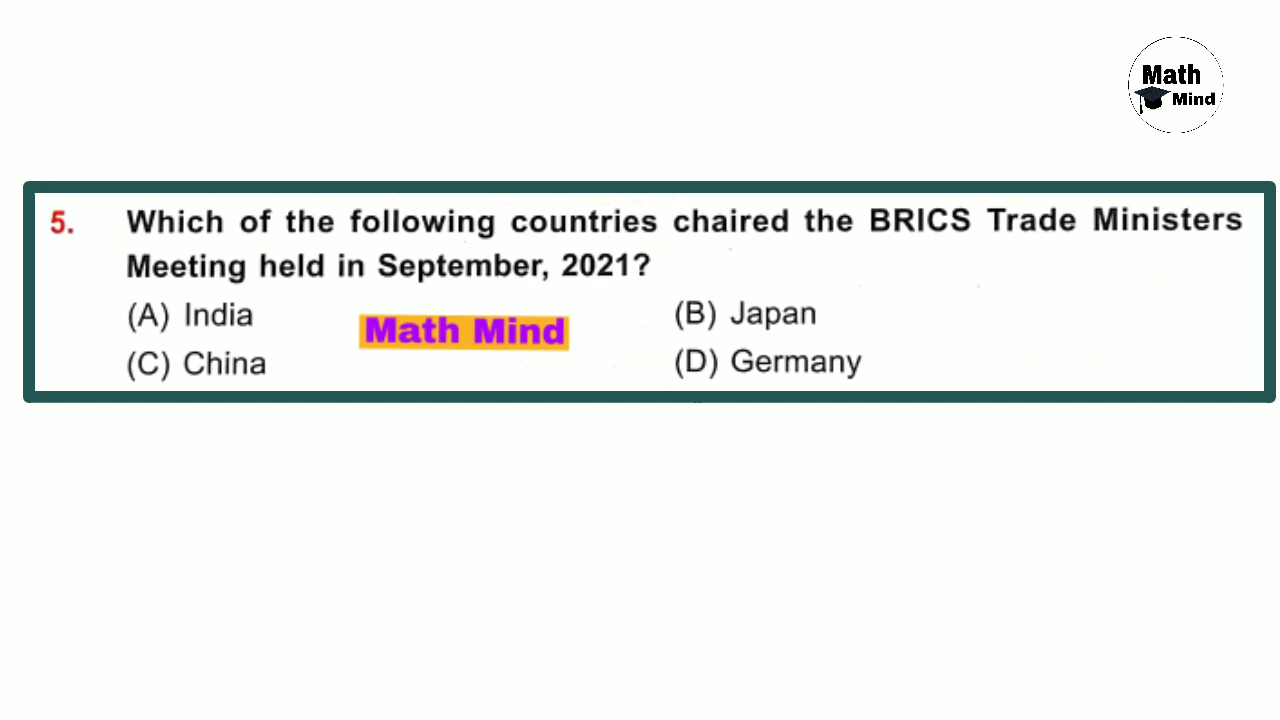 Math
Mind
5. Which of the following countries chaired the BRICS Trade Ministers
Meeting held in September, 2021?
(A) India (B) Japan
Math Mind
(C) China (D) Germany